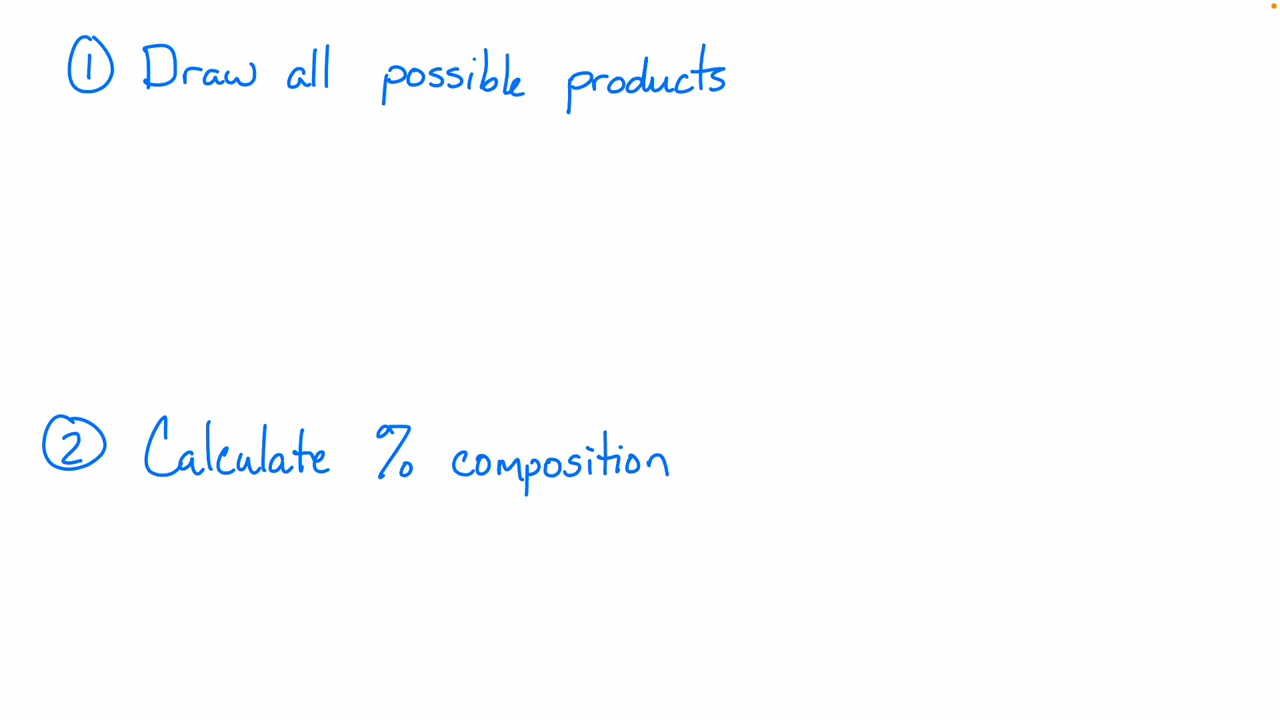 ① Draw all possible products
② Calculate % composition